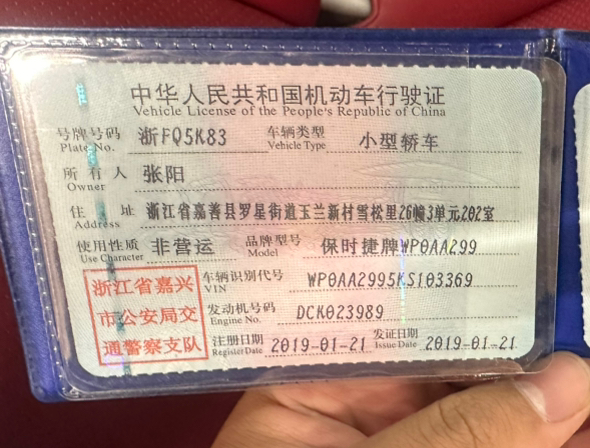 中华人民共和国机动车行驶证
Vehicle License of the People's Republic of China
号牌号码 浙FQ5K83 车辆类型 小型轿车
Plate No. Vehicle Type
所有人 张阳
Owner
住址 浙江省嘉善县罗星街道玉兰新村雪松里26幢3单元202室
Address
使用性质 非营运 品牌型号 保时捷牌WP0AA299
Use Character Model
浙江省嘉兴市公安局交通警察支队
车辆识别代号 WP0AA2995KS103369
VIN
发动机号码 DCK023989
Engine No.
注册日期 2019-01-21 发证日期 2019-01-21
Register Date Issue Date